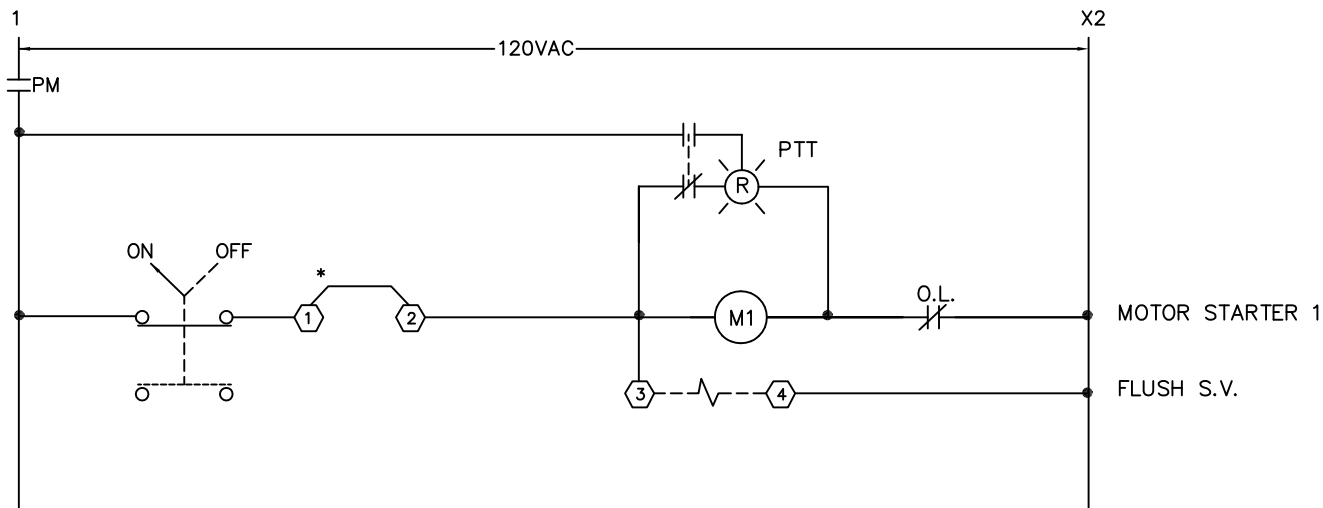 1
X2
120VAC
PM
PTT
R
ON
OFF
*
1
2
M1
O.L.
MOTOR STARTER 1
3
4
FLUSH S.V.